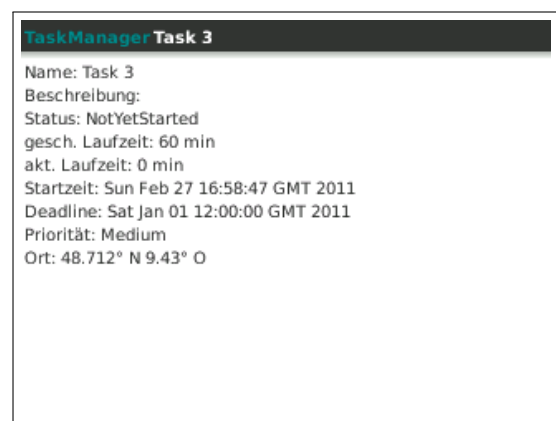 TaskManager Task 3
Name: Task 3
Beschreibung:
Status: NotYetStarted
gesch. Laufzeit: 60 min
akt. Laufzeit: 0 min
Startzeit: Sun Feb 27 16:58:47 GMT 2011
Deadline: Sat Jan 01 12:00:00 GMT 2011
Priorität: Medium
Ort: 48.712° N 9.43° O